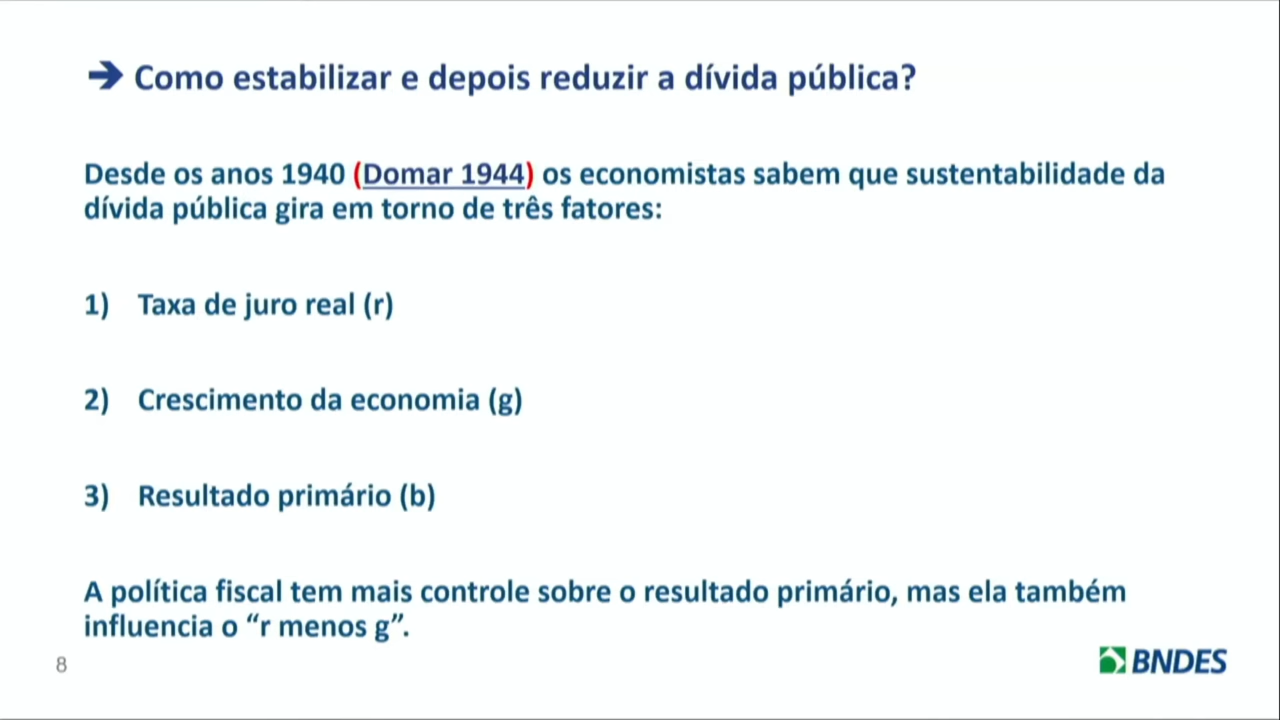 ➔ Como estabilizar e depois reduzir a dívida pública?
Desde os anos 1940 (Domar 1944) os economistas sabem que sustentabilidade da
dívida pública gira em torno de três fatores:
1) Taxa de juro real (r)
2) Crescimento da economia (g)
3) Resultado primário (b)
A política fiscal tem mais controle sobre o resultado primário, mas ela também
influencia o “r menos g”.
8
BNDES